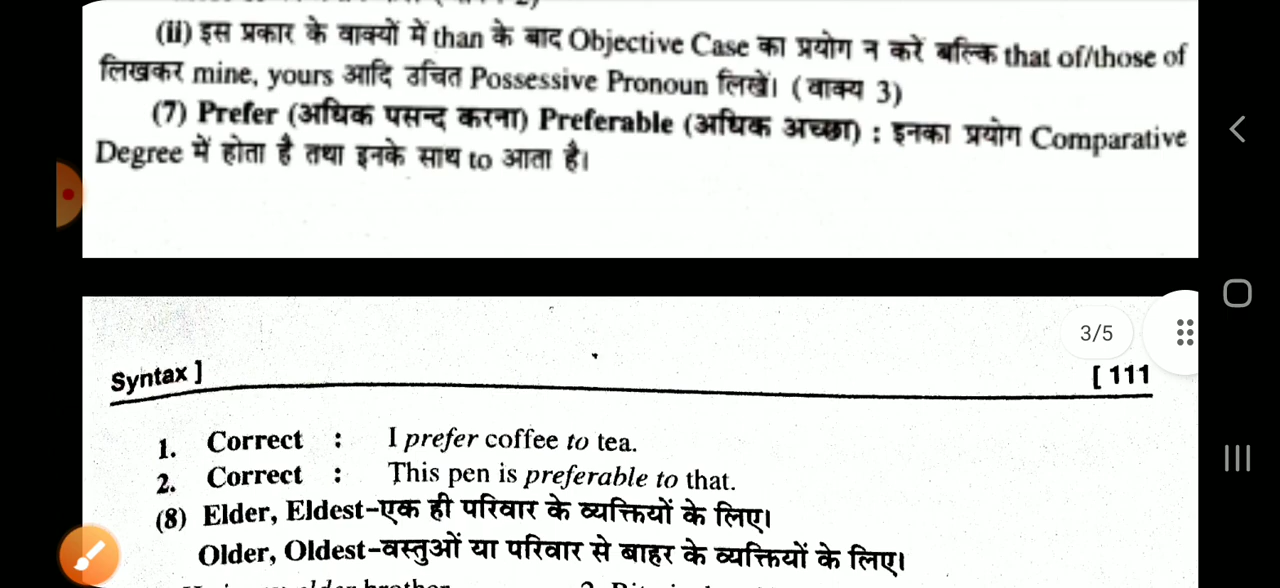 (ii) इस प्रकार के वाक्यों में than के बाद Objective Case का प्रयोग न करें बल्कि that of/those of
लिखकर mine, yours आदि उचित Possessive Pronoun लिखें। (वाक्य 3)
(7) Prefer (अधिक पसन्द करना) Preferable (अधिक अच्छा) : इनका प्रयोग Comparative
Degree में होता है तथा इनके साथ to आता है।
3/5
Syntax ] [ 111
1. Correct : I prefer coffee to tea.
2. Correct : This pen is preferable to that.
(8) Elder, Eldest–एक ही परिवार के व्यक्तियों के लिए।
Older, Oldest–वस्तुओं या परिवार से बाहर के व्यक्तियों के लिए।
elder brother